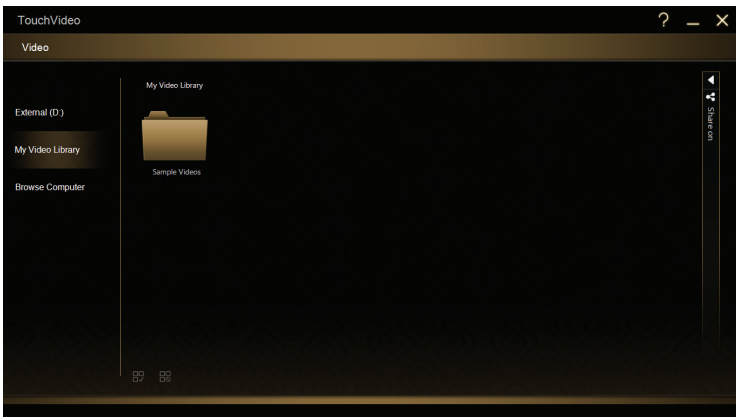 TouchVideo
?
Video
My Video Library
External (D:)
My Video Library
Browse Computer
Sample Videos
Share on